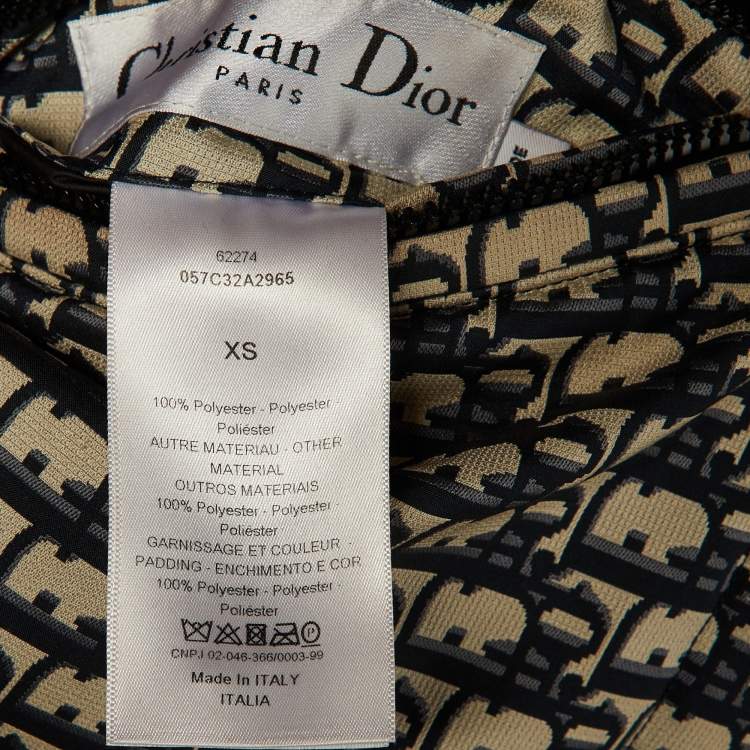 Christian Dior
PARIS
62274
057C32A2965
XS
100% Polyester - Polyester -
Poliéster
AUTRE MATERIAU - OTHER
MATERIAL
OUTROS MATERIAIS
100% Polyester - Polyester -
Poliéster
GARNISSAGE ET COULEUR -
PADDING - ENCHIMENTO E COR
100% Polyester - Polyester -
Poliéster
CNPJ 02-046-366/0003-99
Made In ITALY
ITALIA